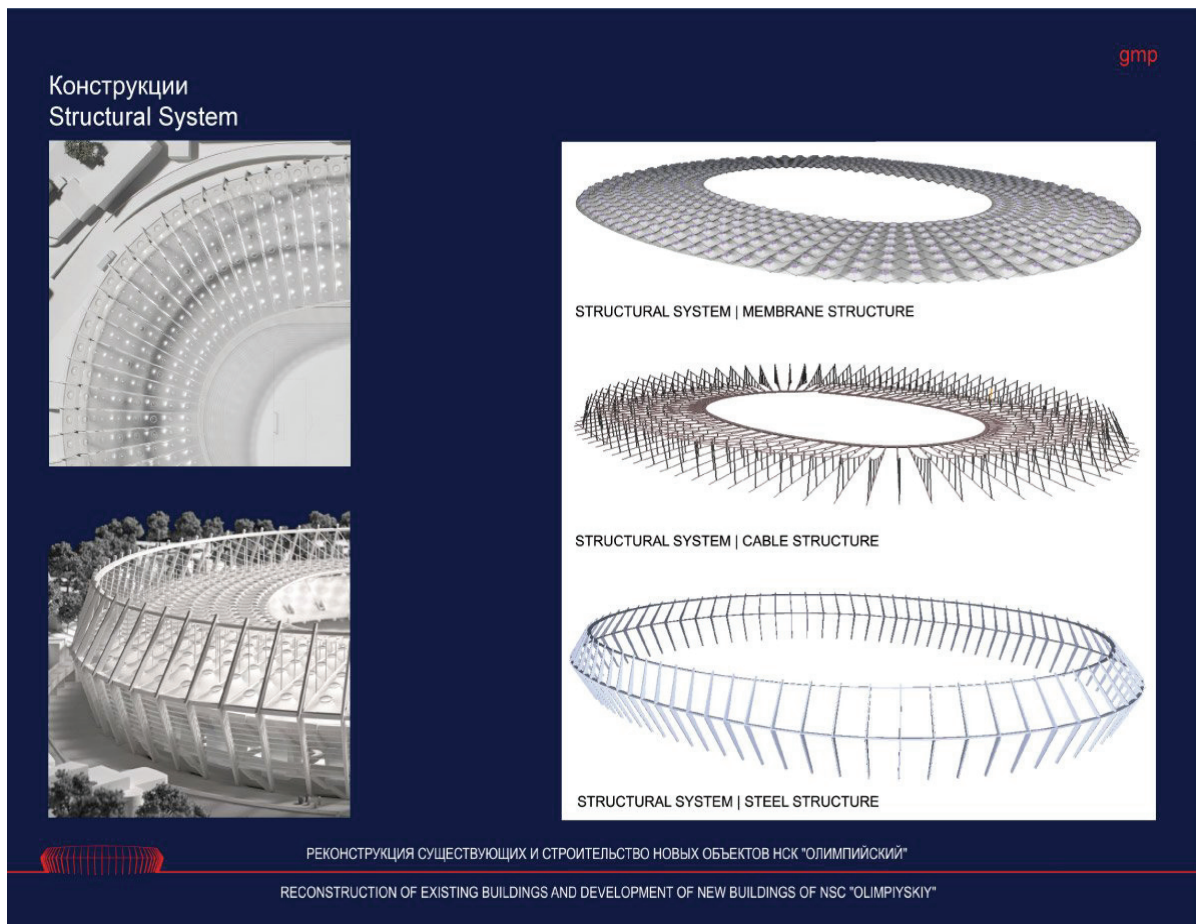 gmp
Конструкции
Structural System
STRUCTURAL SYSTEM | MEMBRANE STRUCTURE
STRUCTURAL SYSTEM | CABLE STRUCTURE
STRUCTURAL SYSTEM | STEEL STRUCTURE
РЕКОНСТРУКЦИЯ СУЩЕСТВУЮЩИХ И СТРОИТЕЛЬСТВО НОВЫХ ОБЪЕКТОВ НСК "ОЛИМПИЙСКИЙ"
RECONSTRUCTION OF EXISTING BUILDINGS AND DEVELOPMENT OF NEW BUILDINGS OF NSC "OLIMPIYSKIY"